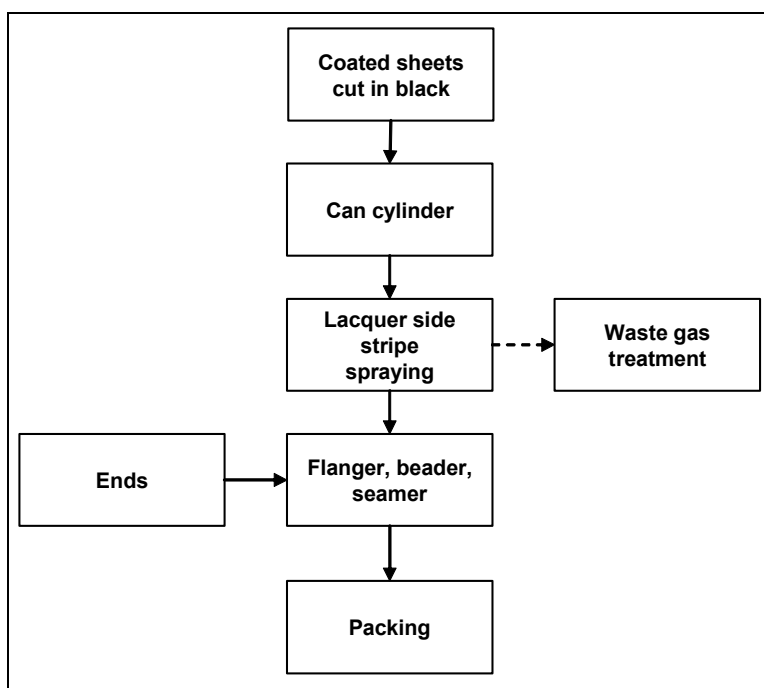 Coated sheets
cut in black
Can cylinder
Lacquer side
stripe
spraying
Waste gas
treatment
Ends
Flanger, beader,
seamer
Packing